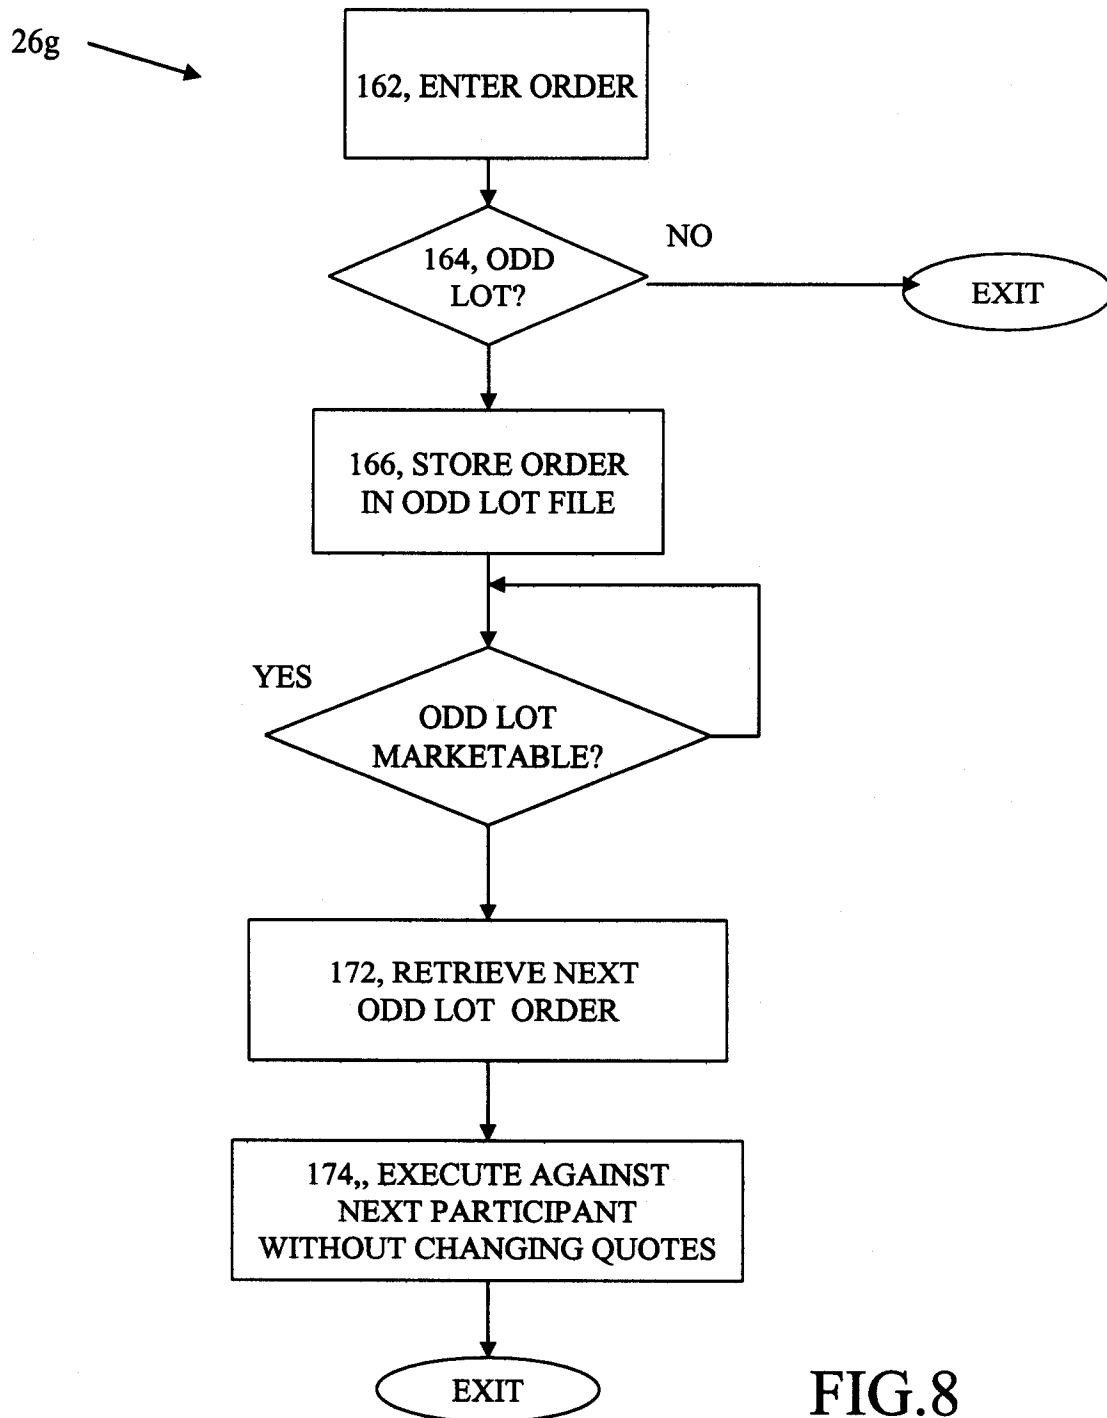 26g
162, ENTER ORDER
164, ODD
LOT?
NO
EXIT
166, STORE ORDER
IN ODD LOT FILE
YES
ODD LOT
MARKETABLE?
172, RETRIEVE NEXT
ODD LOT ORDER
174,, EXECUTE AGAINST
NEXT PARTICIPANT
WITHOUT CHANGING QUOTES
EXIT
FIG.8